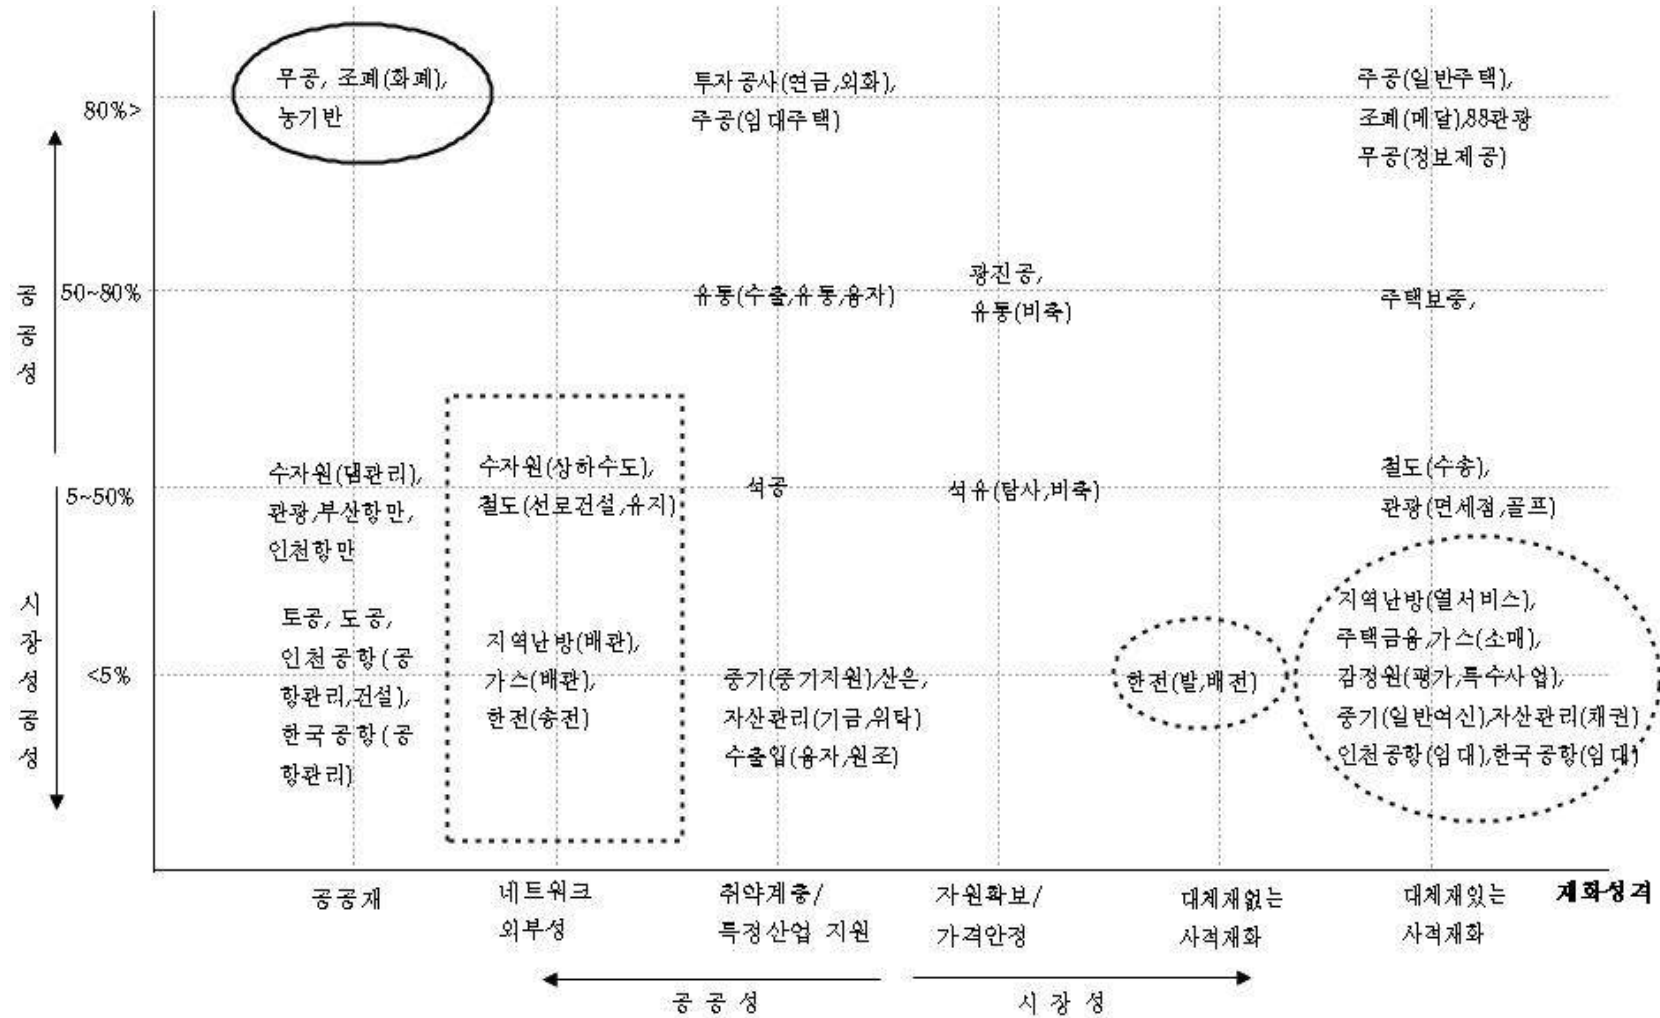 무공, 조폐(화폐),
농기반
투자공사(연금,외화),
주공(임대주택)
주공(일반주택),
조폐(메달),88관광
무공(정보제공)
80%>
공공성
50~80%
유통(수출,유통,융자)
광진공,
유통(비축)
주택보증,
5~50%
수자원(댐관리),
관광,부산항만,
인천항만
수자원(상하수도),
철도(선로건설,유지)
석공
석유(탐사,비축)
철도(수송),
관광(면세점,골프)
시장성공성
<5%
토공, 도공,
인천공항(공
항관리,건설),
한국공항(공
항관리)
지역난방(배관),
가스(배관),
한전(송전)
중기(중기지원),산은,
자산관리(기금,위탁)
수출입(융자,원조)
한전(발,배전)
지역난방(열서비스),
주택금융,가스(소매),
감정원(평가,특수사업),
중기(일반여신),자산관리(채권)
인천공항(임대),한국공항(임대)
공공재
네트워크
외부성
취약계층/
특정산업 지원
자원확보/
가격안정
대체재없는
사적재화
대체재있는
사적재화
재화성격
공 공 성
시 장 성